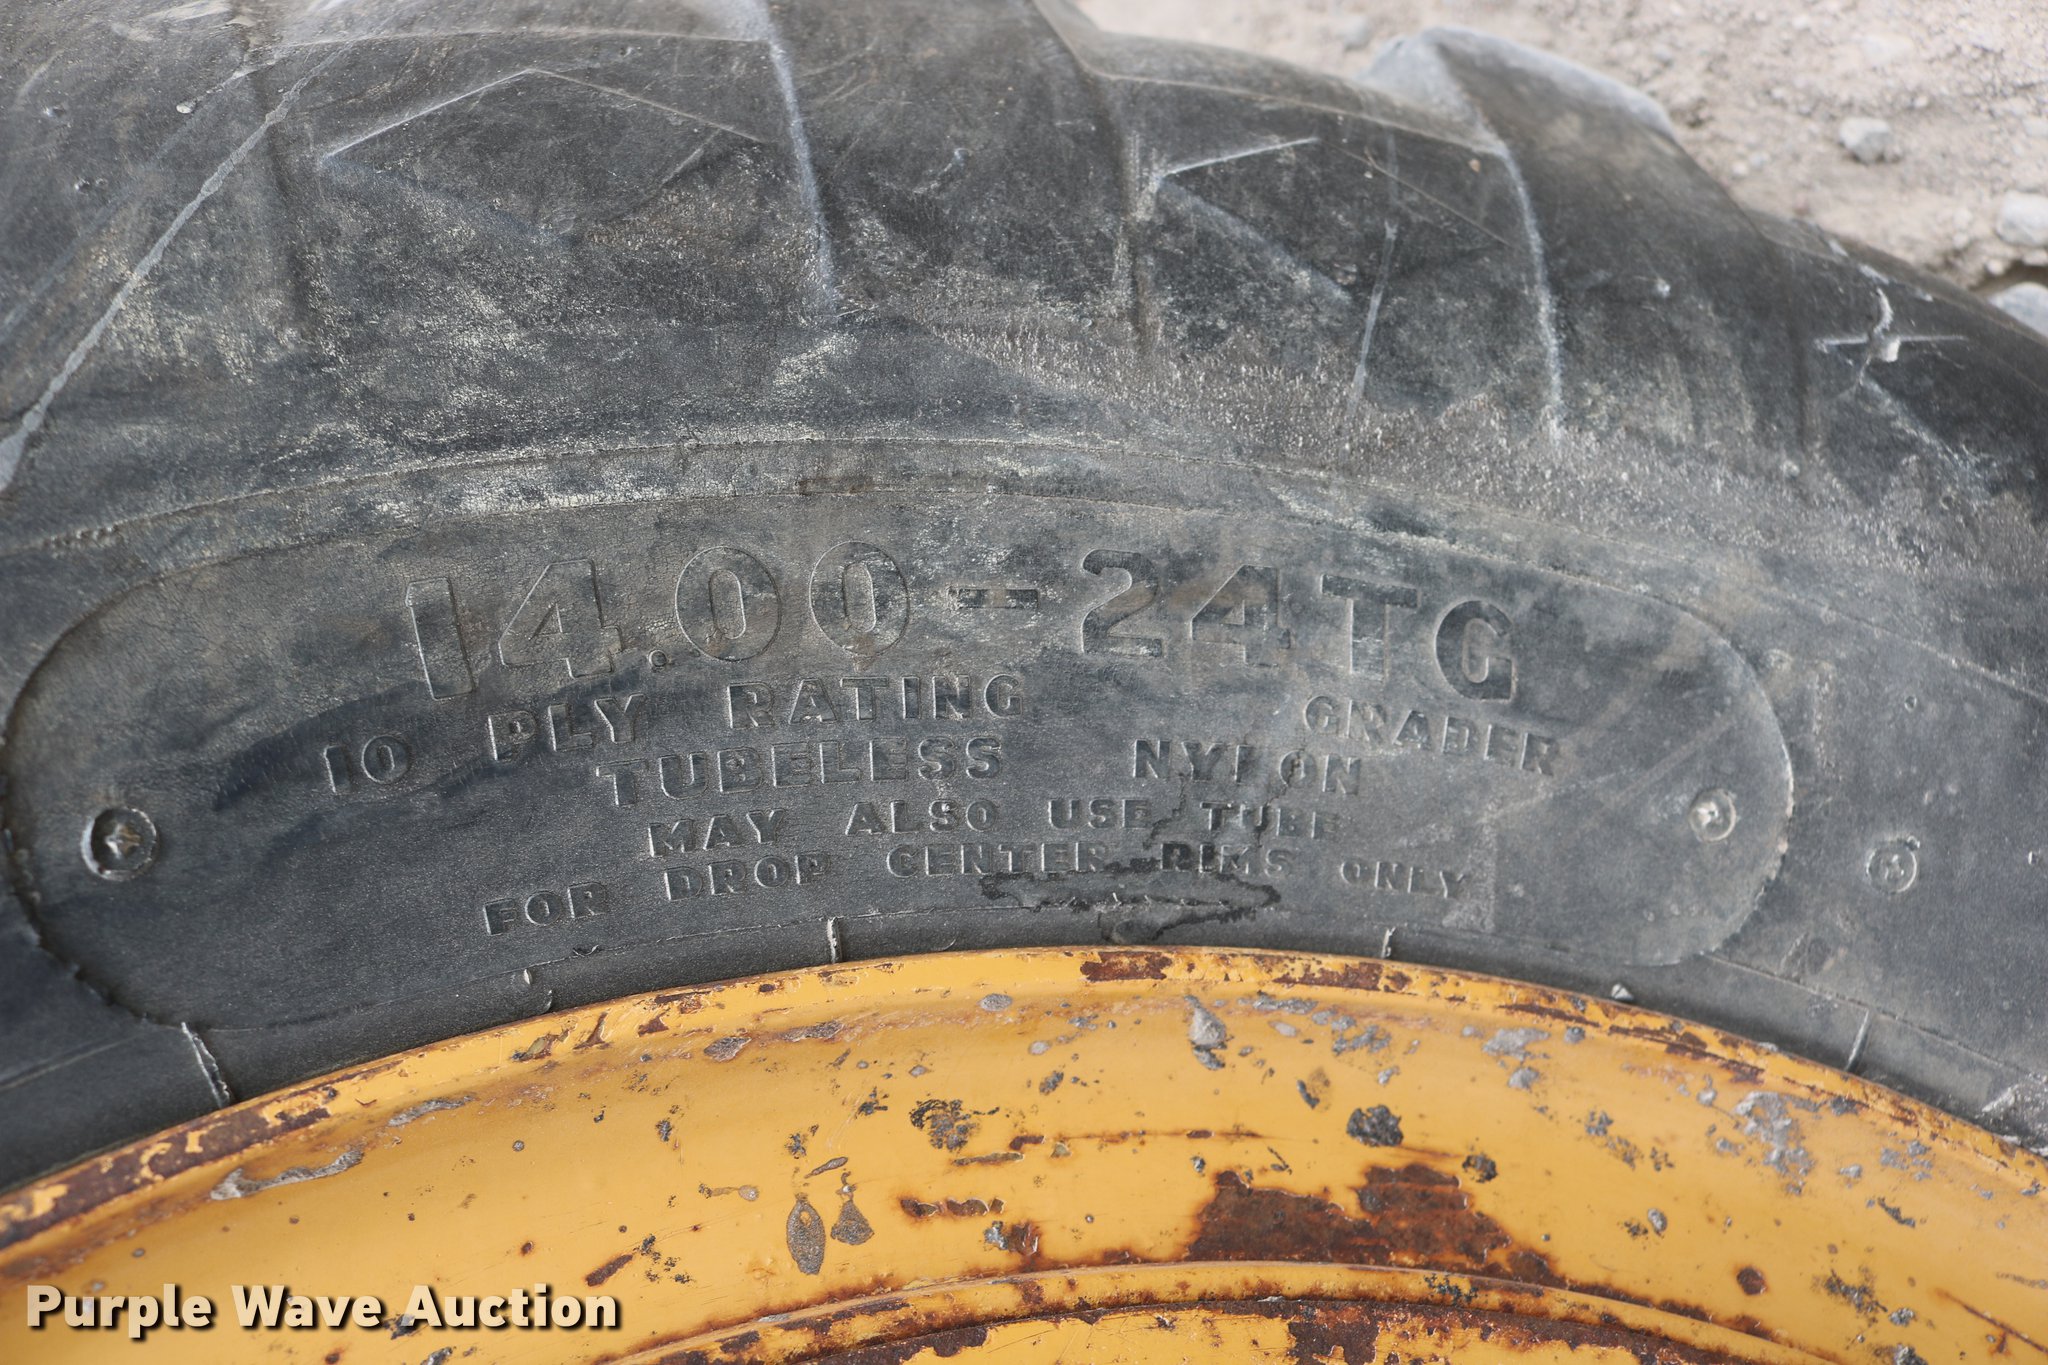 14.00-24TG
10 PLY RATING GRADER
TUBELESS NYLON
MAY ALSO USE TUBE
FOR DROP CENTER RIMS ONLY
Purple Wave Auction